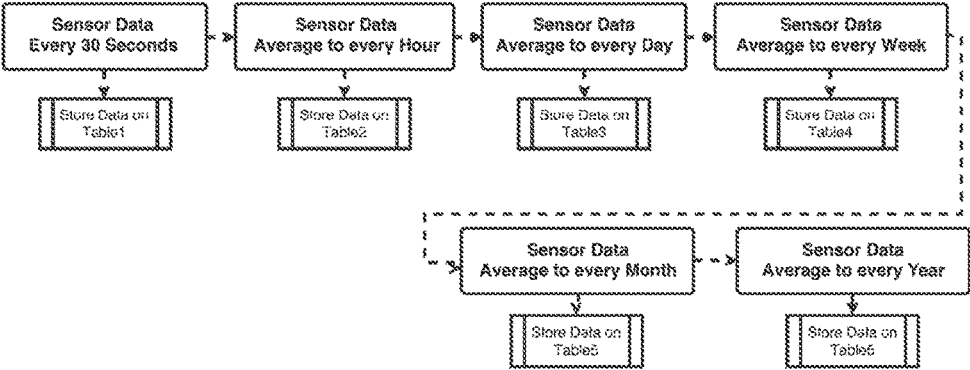 Sensor Data
Every 30 Seconds
Sensor Data
Average to every Hour
Sensor Data
Average to every Day
Sensor Data
Average to every Week
Store Data on
Table1
Store Data on
Table2
Store Data on
Table3
Store Data on
Table4
Sensor Data
Average to every Month
Sensor Data
Average to every Year
Store Data on
Table5
Store Data on
Table6